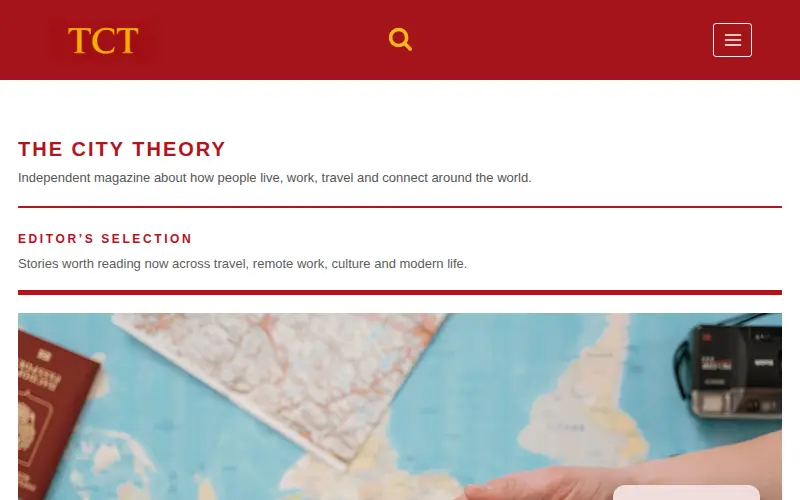 TCT
THE CITY THEORY
Independent magazine about how people live, work, travel and connect around the world.
EDITOR'S SELECTION
Stories worth reading now across travel, remote work, culture and modern life.